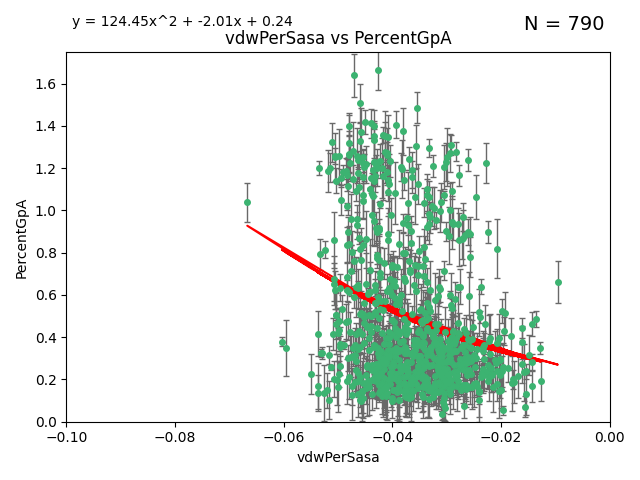 y = 124.45x^2 + -2.01x + 0.24
N = 790
vdwPerSasa vs PercentGpA
1.6
1.4
1.2
1.0
0.8
0.6
0.4
0.2
0.0
PercentGpA
−0.10 −0.08 −0.06 −0.04 −0.02 0.00
vdwPerSasa